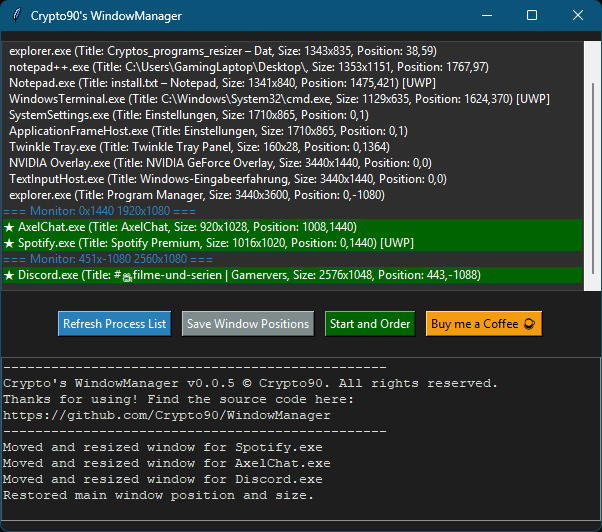 Crypto90's WindowManager
explorer.exe (Title: Cryptos_programs_resizer – Dat, Size: 1343x835, Position: 38,59)
notepad++.exe (Title: C:\Users\GamingLaptop\Desktop\, Size: 1353x1151, Position: 1767,97)
Notepad.exe (Title: install.txt – Notepad, Size: 1341x840, Position: 1475,421) [UWP]
WindowsTerminal.exe (Title: C:\Windows\System32\cmd.exe, Size: 1129x635, Position: 1624,370) [UWP]
SystemSettings.exe (Title: Einstellungen, Size: 1710x865, Position: 0,1)
ApplicationFrameHost.exe (Title: Einstellungen, Size: 1710x865, Position: 0,1)
Twinkle Tray.exe (Title: Twinkle Tray Panel, Size: 160x28, Position: 0,1364)
NVIDIA Overlay.exe (Title: NVIDIA GeForce Overlay, Size: 3440x1440, Position: 0,0)
TextInputHost.exe (Title: Windows-Eingabeerfahrung, Size: 3440x1440, Position: 0,0)
explorer.exe (Title: Program Manager, Size: 3440x3600, Position: 0,-1080)
=== Monitor: 0x1440 1920x1080 ===
★ AxelChat.exe (Title: AxelChat, Size: 920x1028, Position: 1008,1440)
★ Spotify.exe (Title: Spotify Premium, Size: 1016x1020, Position: 0,1440) [UWP]
=== Monitor: 451x-1080 2560x1080 ===
★ Discord.exe (Title: #🍿filme-und-serien | Gamervers, Size: 2576x1048, Position: 443,-1088)
Refresh Process List
Save Window Positions
Start and Order
Buy me a Coffee
------------------------------------------------
Crypto's WindowManager v0.0.5 © Crypto90. All rights reserved.
Thanks for using! Find the source code here:
https://github.com/Crypto90/WindowManager
------------------------------------------------
Moved and resized window for Spotify.exe
Moved and resized window for AxelChat.exe
Moved and resized window for Discord.exe
Restored main window position and size.